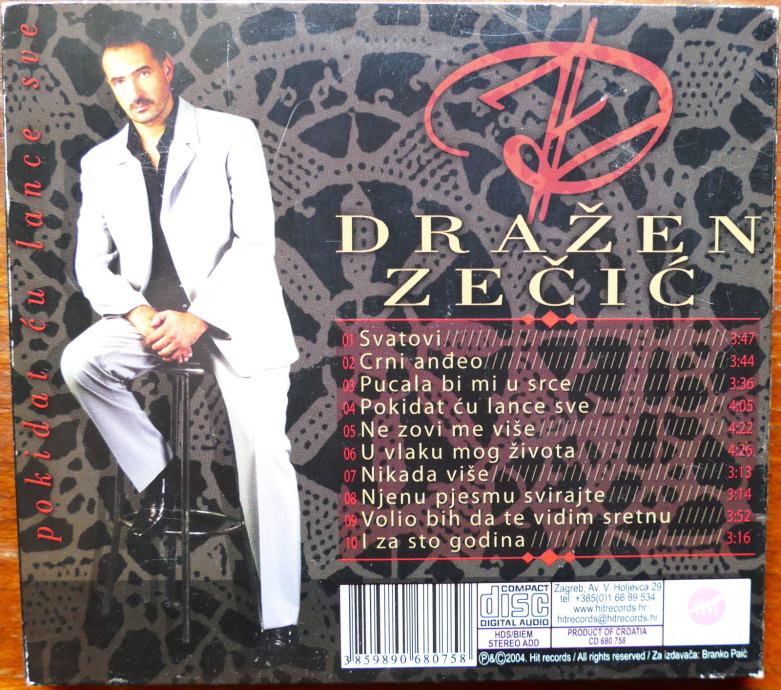 pokidat ću lance sve
DRAŽEN
ZEČIĆ
01 Svatovi 3:47
02 Crni anđeo 3:44
03 Pucala bi mi u srce 3:36
04 Pokidat ću lance sve 4:05
05 Ne zovi me više 4:22
06 U vlaku mog života 4:26
07 Nikada više 3:13
08 Njenu pjesmu svirajte 3:14
09 Volio bih da te vidim sretnu 3:52
10 I za sto godina 3:16
3859890680758
COMPACT
disc
DIGITAL AUDIO
HDS/BIEM
STEREO ADD
Zagreb, Av. V. Holjevca 29
tel. +385(0)1 66 89 534
www.hitrecords.hr
hitrecords@hitrecords.hr
PRODUCT OF CROATIA
CD 680 758
hit
℗&©2004. Hit records / All rights reserved / Za izdavača: Branko Paić